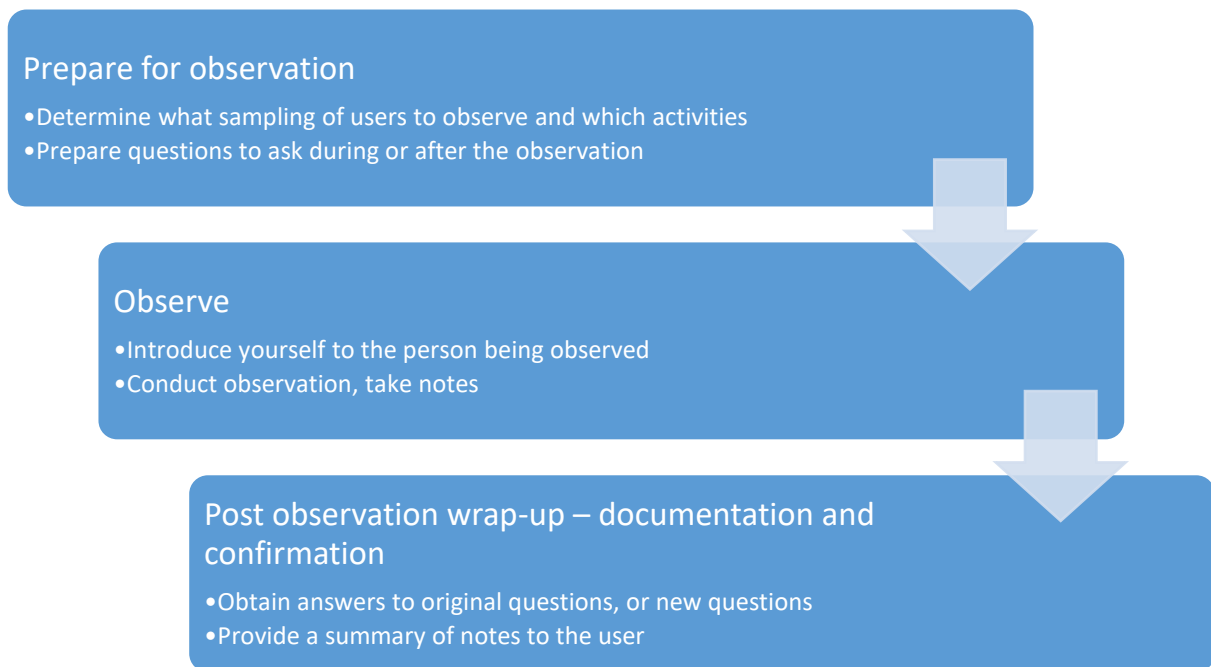 Prepare for observation
•Determine what sampling of users to observe and which activities
•Prepare questions to ask during or after the observation
Observe
•Introduce yourself to the person being observed
•Conduct observation, take notes
Post observation wrap-up – documentation and
confirmation
•Obtain answers to original questions, or new questions
•Provide a summary of notes to the user